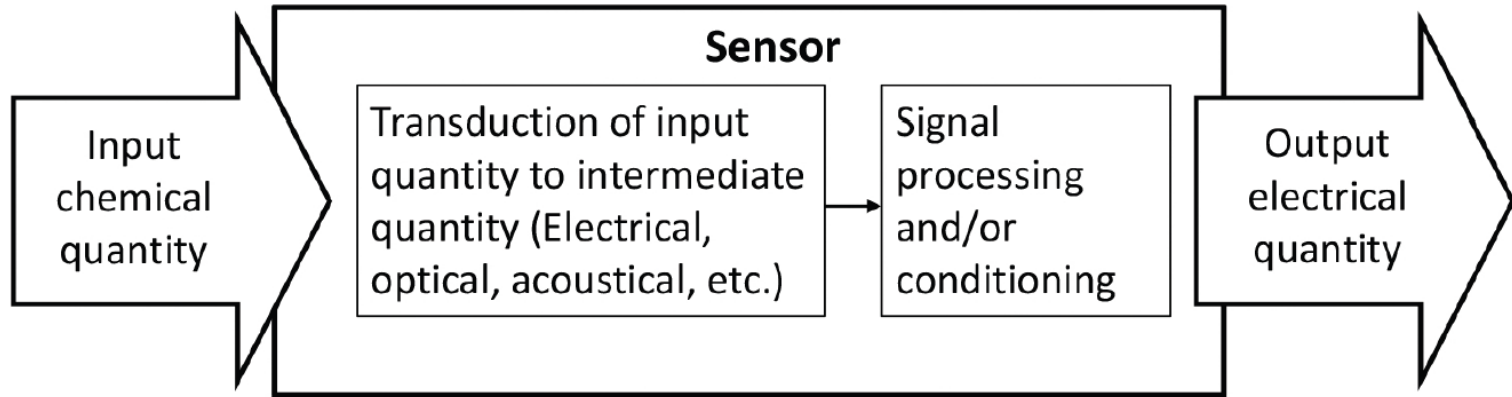 Sensor
Input
chemical
quantity
Transduction of input
quantity to intermediate
quantity (Electrical,
optical, acoustical, etc.)
Signal
processing
and/or
conditioning
Output
electrical
quantity